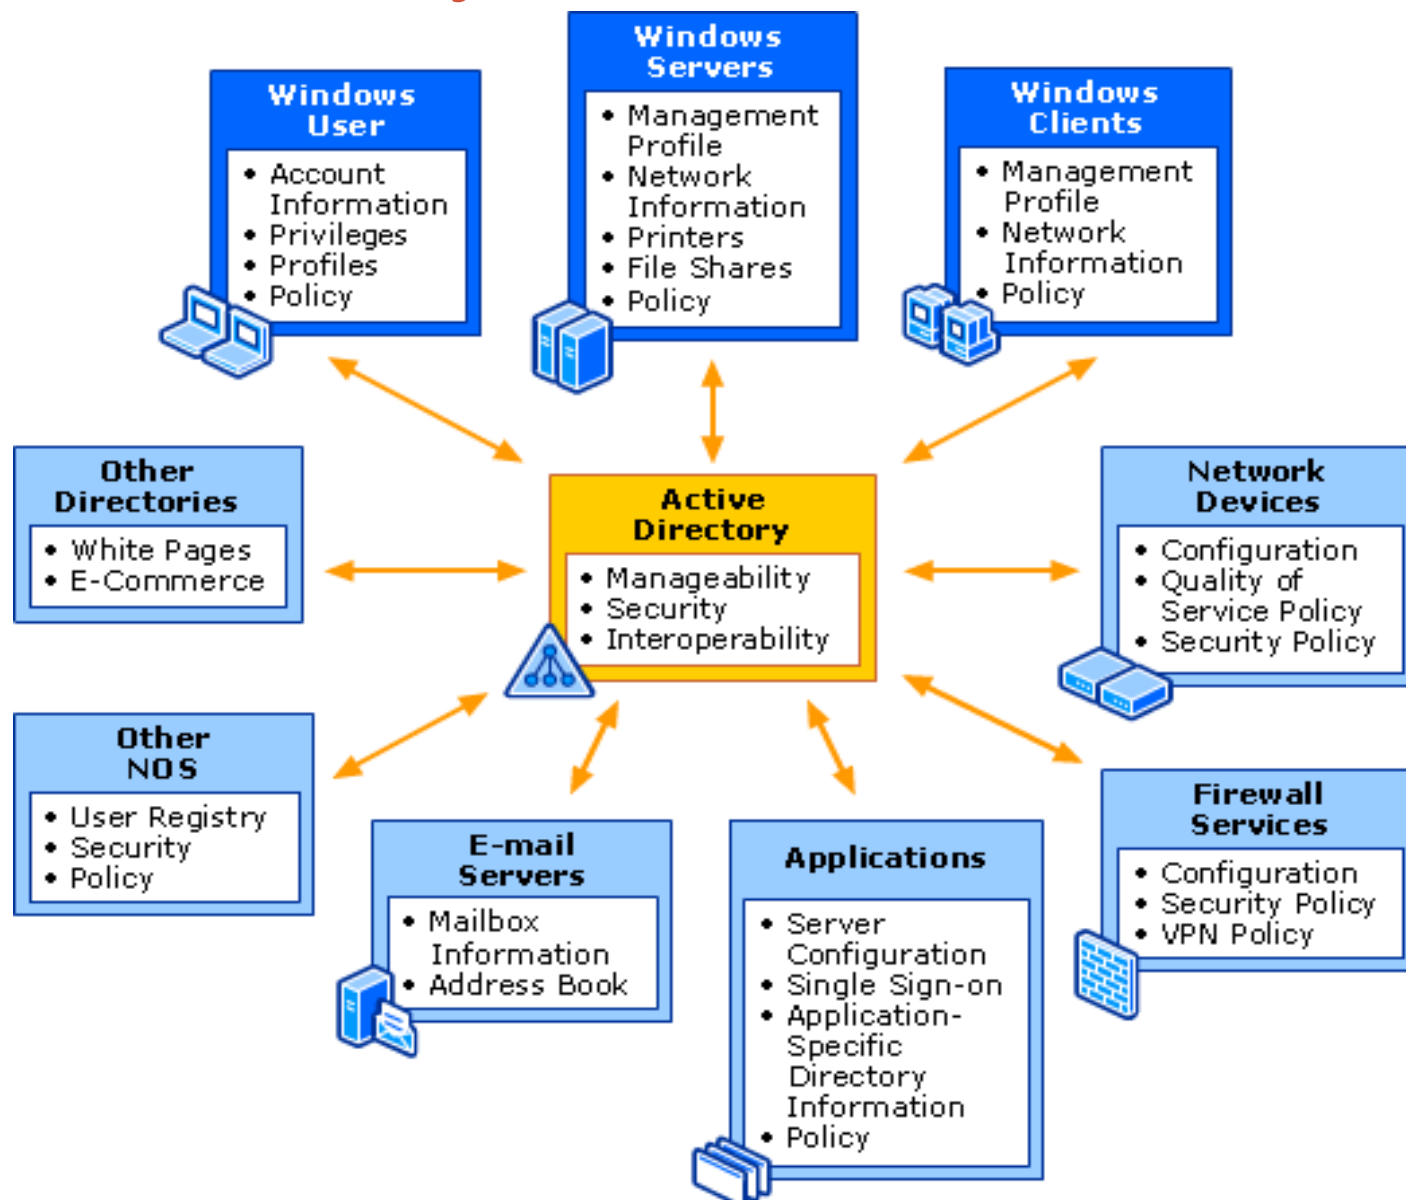 g
Windows
Servers
• Management
Profile
• Network
Information
• Printers
• File Shares
• Policy
Windows
User
• Account
Information
• Privileges
• Profiles
• Policy
Windows
Clients
• Management
Profile
• Network
Information
• Policy
Other
Directories
• White Pages
• E-Commerce
Active
Directory
• Manageability
• Security
• Interoperability
Network
Devices
• Configuration
• Quality of
Service Policy
• Security Policy
Other
NOS
• User Registry
• Security
• Policy
E-mail
Servers
• Mailbox
Information
• Address Book
Applications
• Server
Configuration
• Single Sign-on
• Application-
Specific
Directory
Information
• Policy
Firewall
Services
• Configuration
• Security Policy
• VPN Policy